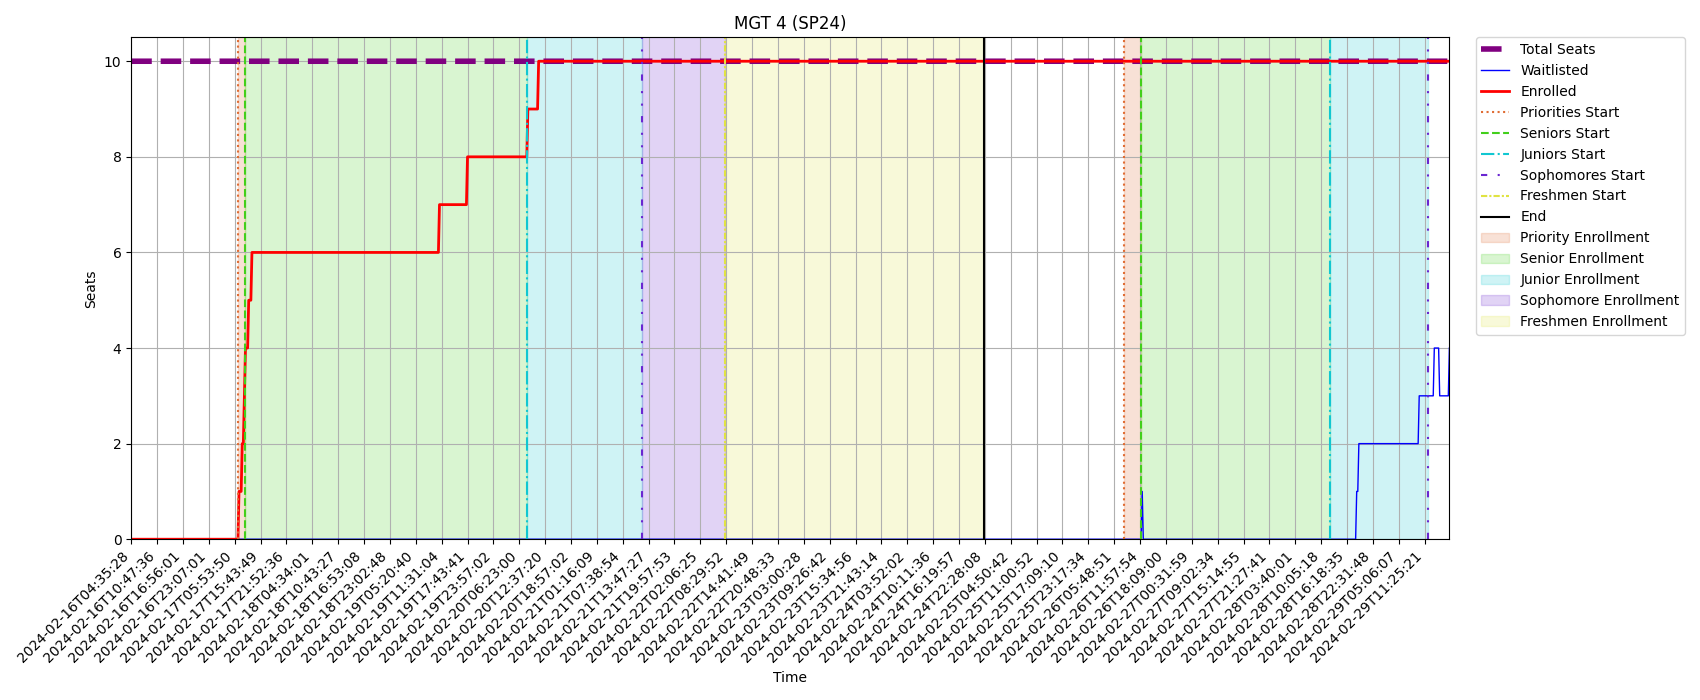 MGT 4 (SP24)
Seats
10
8
6
4
2
0
2024-02-16T04:35:28
2024-02-16T10:47:36
2024-02-16T16:56:01
2024-02-16T23:07:01
2024-02-17T05:53:50
2024-02-17T15:43:49
2024-02-17T21:52:36
2024-02-18T04:34:01
2024-02-18T10:43:27
2024-02-18T16:53:08
2024-02-18T23:02:48
2024-02-19T05:20:40
2024-02-19T11:31:04
2024-02-19T17:43:41
2024-02-19T23:57:02
2024-02-20T06:23:00
2024-02-20T12:37:20
2024-02-20T18:57:02
2024-02-21T01:16:09
2024-02-21T07:38:54
2024-02-21T13:47:27
2024-02-21T19:57:53
2024-02-22T02:06:25
2024-02-22T08:29:52
2024-02-22T14:41:49
2024-02-22T20:48:33
2024-02-23T03:00:28
2024-02-23T09:26:42
2024-02-23T15:34:56
2024-02-23T21:43:14
2024-02-24T03:52:02
2024-02-24T10:11:36
2024-02-24T16:19:57
2024-02-24T22:28:08
2024-02-25T04:50:42
2024-02-25T11:00:52
2024-02-25T17:09:10
2024-02-25T23:17:34
2024-02-26T05:48:51
2024-02-26T11:57:54
2024-02-26T18:09:00
2024-02-27T00:31:59
2024-02-27T09:02:34
2024-02-27T15:14:55
2024-02-27T21:27:41
2024-02-28T03:40:01
2024-02-28T10:05:18
2024-02-28T16:18:35
2024-02-28T22:31:48
2024-02-29T05:06:07
2024-02-29T11:25:21
Time
Total Seats
Waitlisted
Enrolled
Priorities Start
Seniors Start
Juniors Start
Sophomores Start
Freshmen Start
End
Priority Enrollment
Senior Enrollment
Junior Enrollment
Sophomore Enrollment
Freshmen Enrollment